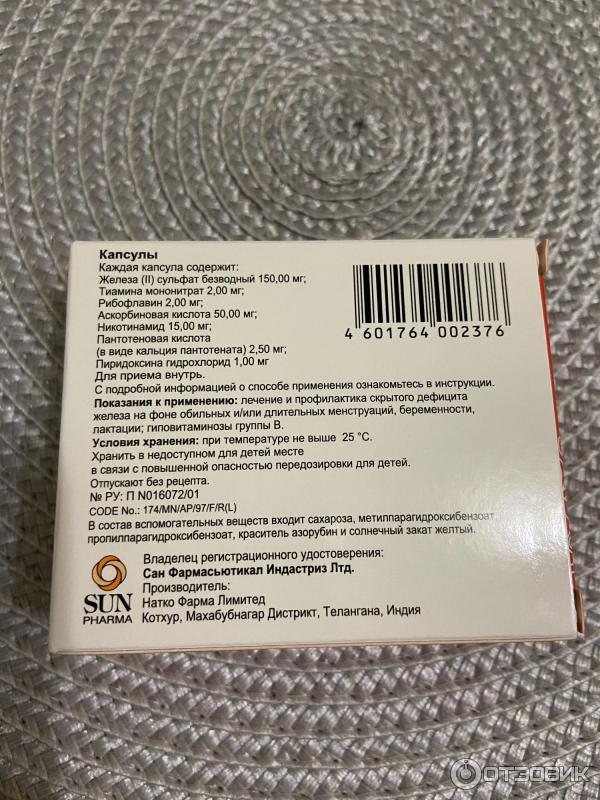 Капсулы
Каждая капсула содержит:
Железа (II) сульфат безводный 150,00 мг;
Тиамина мононитрат 2,00 мг;
Рибофлавин 2,00 мг;
Аскорбиновая кислота 50,00 мг;
Никотинамид 15,00 мг;
Пантотеновая кислота
(в виде кальция пантотената) 2,50 мг;
Пиридоксина гидрохлорид 1,00 мг
Для приема внутрь.
С подробной информацией о способе применения ознакомьтесь в инструкции.
Показания к применению: лечение и профилактика скрытого дефицита
железа на фоне обильных и/или длительных менструаций, беременности,
лактации; гиповитаминозы группы В.
Условия хранения: при температуре не выше 25 °С.
Хранить в недоступном для детей месте
в связи с повышенной опасностью передозировки для детей.
Отпускают без рецепта.
№ РУ: П N016072/01
CODE No.: 174/MN/AP/97/F/R(L)
В состав вспомогательных веществ входит сахароза, метилпарагидроксибензоат,
пропилпарагидроксибензоат, краситель азорубин и солнечный закат желтый.
4 601764 002376
SUN
PHARMA
Владелец регистрационного удостоверения:
Сан Фармасьютикал Индастриз Лтд.
Производитель:
Натко Фарма Лимитед
Котхур, Махабубнагар Дистрикт, Телангана, Индия
ОТЗОВИК